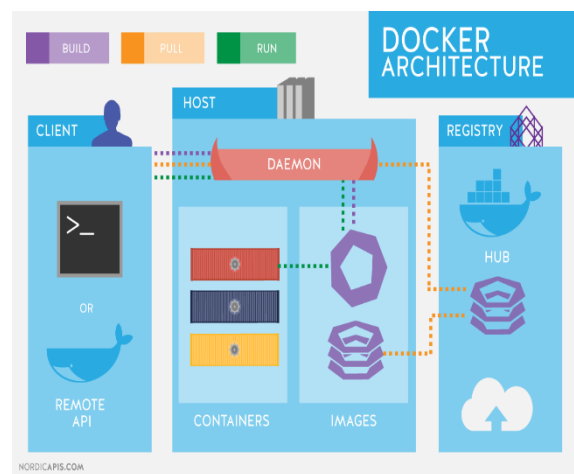 BUILD
PULL
RUN
DOCKER
ARCHITECTURE
HOST
CLIENT
REGISTRY
DAEMON
>_
HUB
OR
REMOTE
API
CONTAINERS
IMAGES
NORDICAPIS.COM